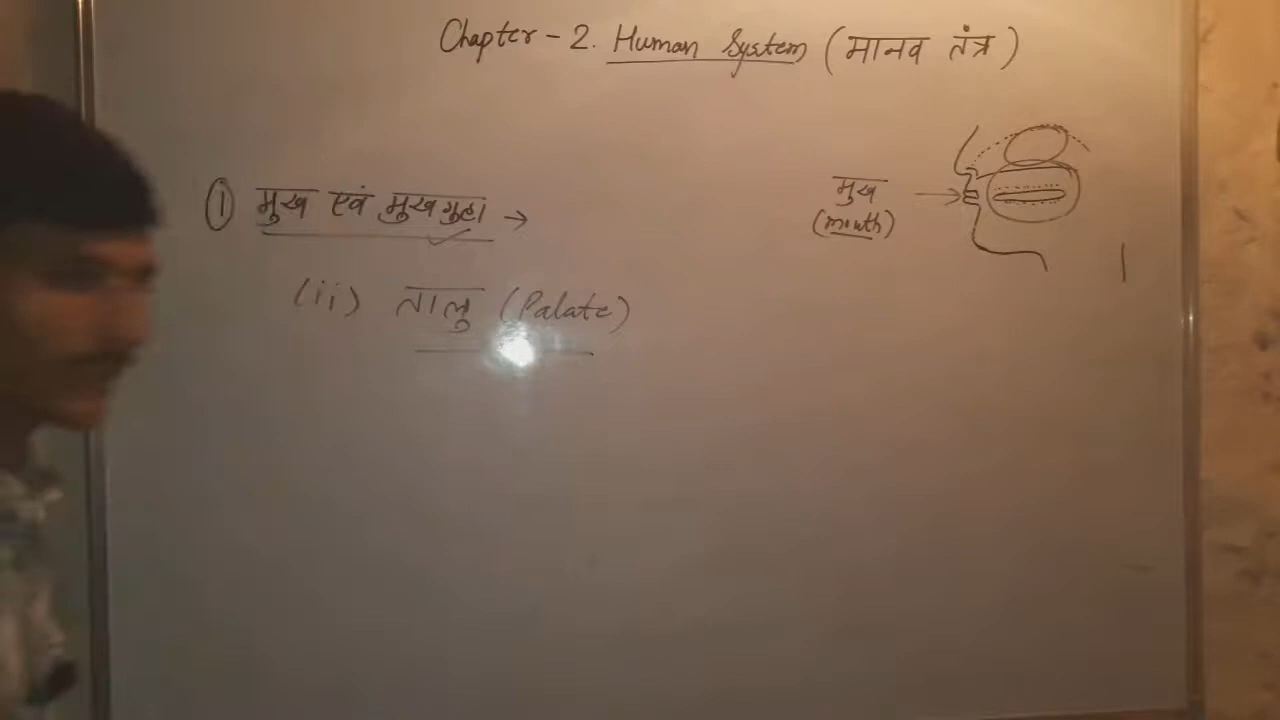 Chapter - 2. Human System (मानव तंत्र)
① मुख एवं मुखगुहा →
मुख
(mouth)
(ii) तालु (Palate)